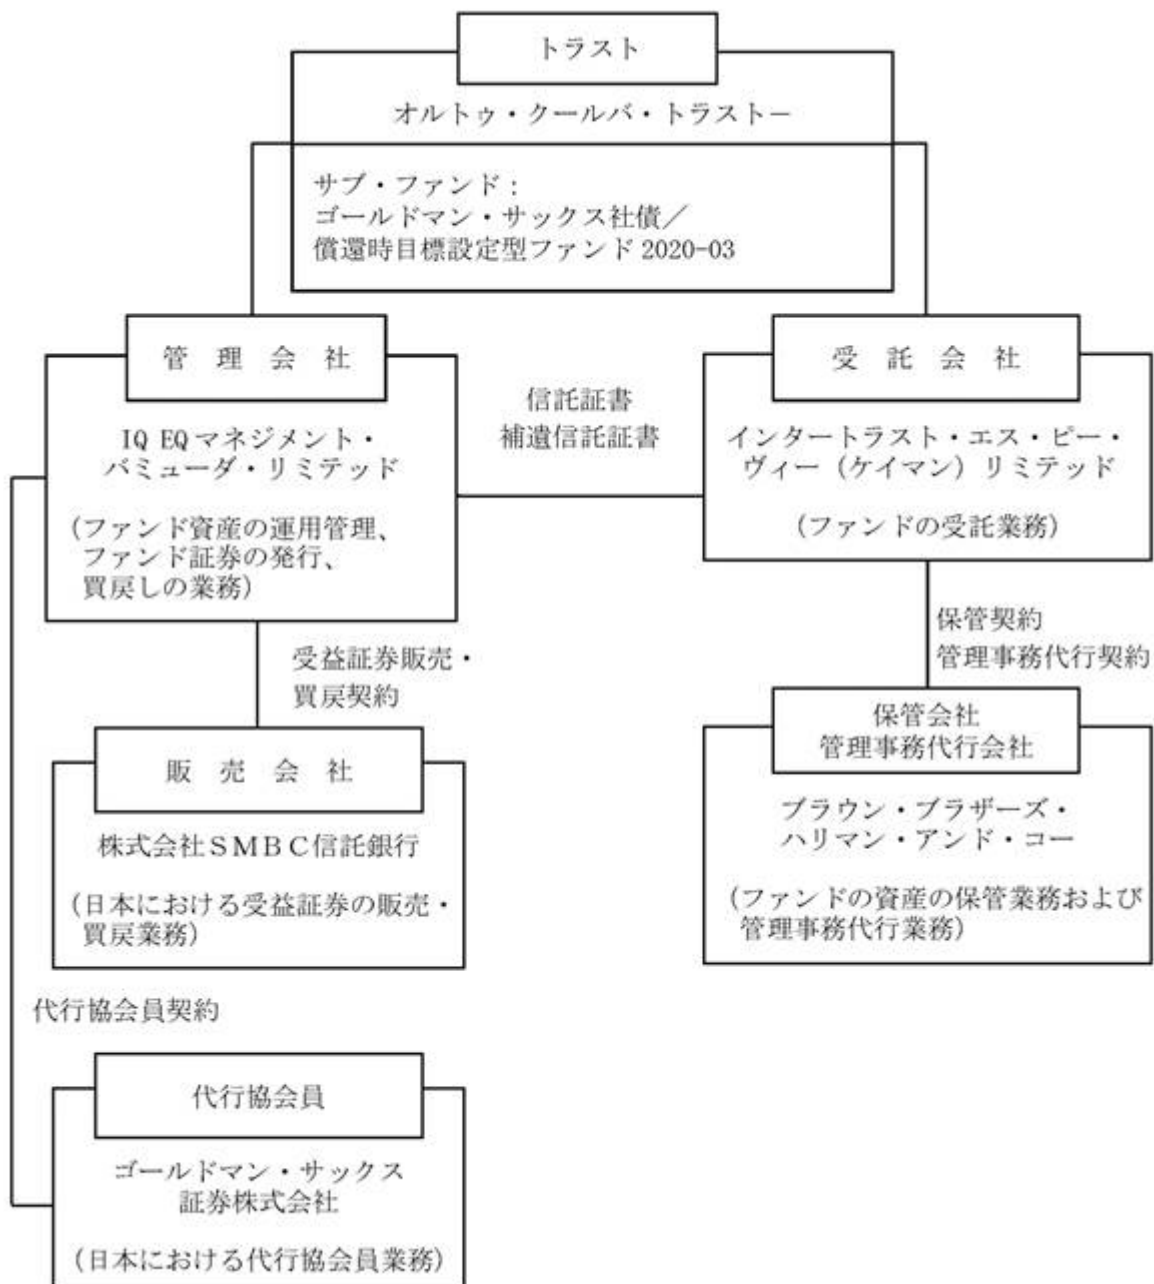 トラスト
オルトゥ・クールバ・トラスト－
サブ・ファンド：
ゴールドマン・サックス社債／
償還時目標設定型ファンド 2020-03
管 理 会 社
IQ EQマネジメント・
バミューダ・リミテッド
(ファンド資産の運用管理、
ファンド証券の発行、
買戻しの業務)
信託証書
補遺信託証書
受 託 会 社
インタートラスト・エス・ピー・
ヴィー（ケイマン）リミテッド
(ファンドの受託業務)
受益証券販売・
買戻契約
保管契約
管理事務代行契約
販 売 会 社
株式会社ＳＭＢＣ信託銀行
(日本における受益証券の販売・
買戻業務)
保管会社
管理事務代行会社
ブラウン・ブラザーズ・
ハリマン・アンド・コー
(ファンドの資産の保管業務および
管理事務代行業務)
代行協会員契約
代行協会員
ゴールドマン・サックス
証券株式会社
(日本における代行協会員業務)